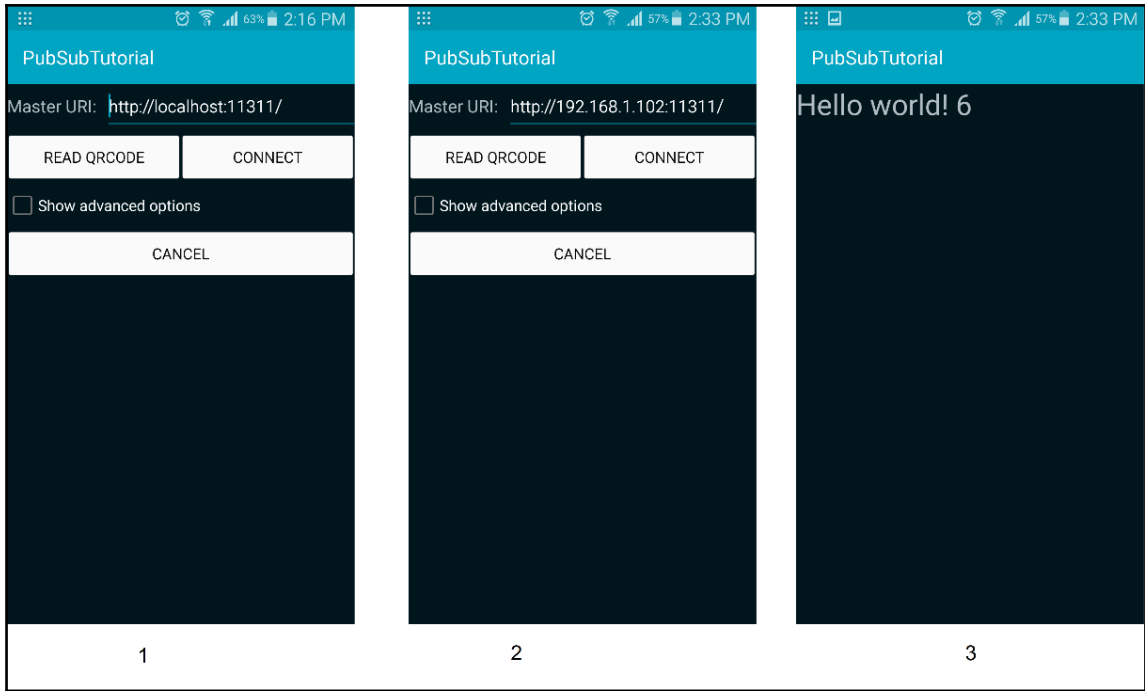 63% 2:16 PM
PubSubTutorial
Master URI: http://localhost:11311/
READ QRCODE CONNECT
Show advanced options
CANCEL
1
57% 2:33 PM
PubSubTutorial
Master URI: http://192.168.1.102:11311/
READ QRCODE CONNECT
Show advanced options
CANCEL
2
57% 2:33 PM
PubSubTutorial
Hello world! 6
3